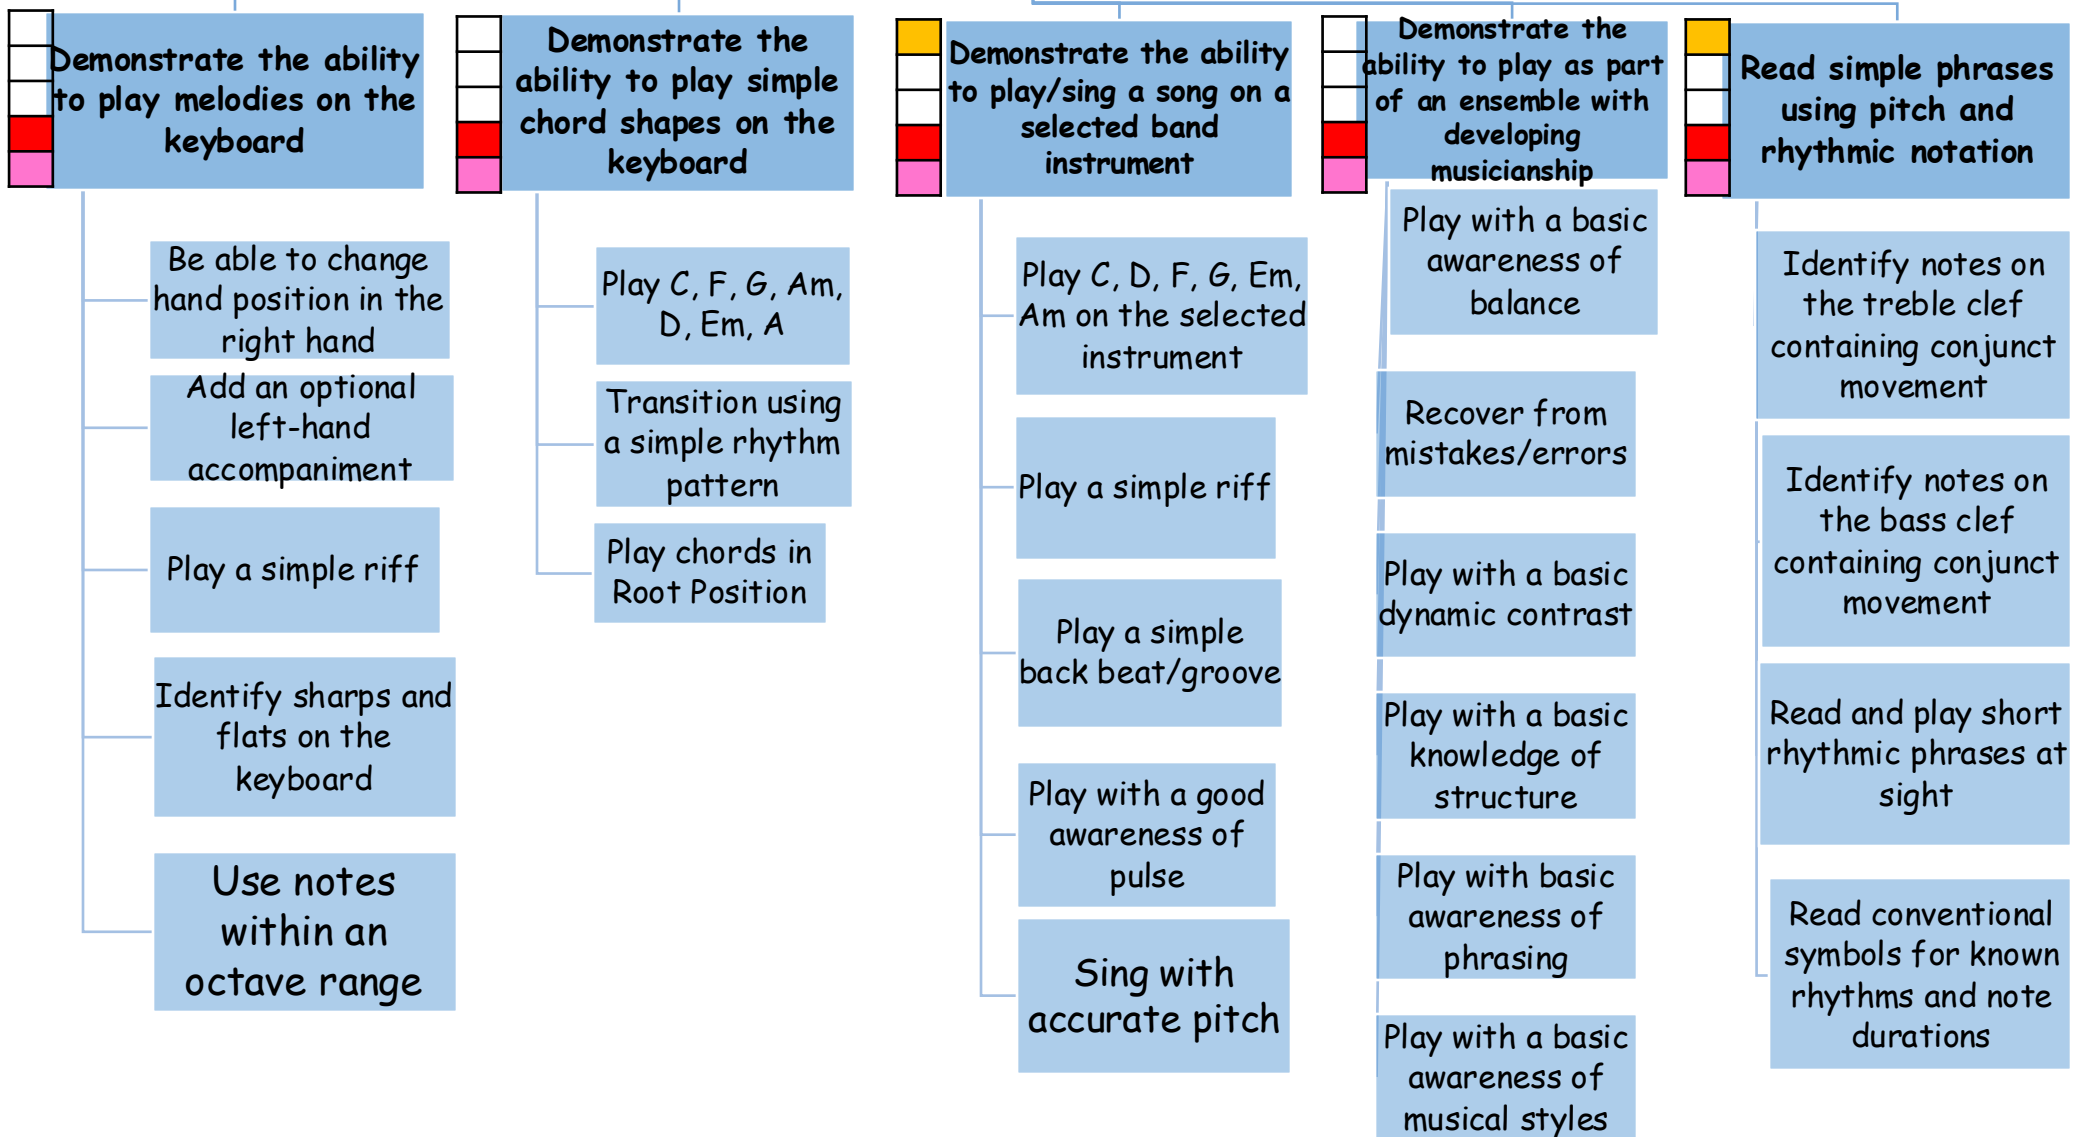 Demonstrate the ability
to play melodies on the
keyboard
Be able to change
hand position in the
right hand
Add an optional
left-hand
accompaniment
Play a simple riff
Identify sharps and
flats on the
keyboard
Use notes
within an
octave range
Demonstrate the
ability to play simple
chord shapes on the
keyboard
Play C, F, G, Am,
D, Em, A
Transition using
a simple rhythm
pattern
Play chords in
Root Position
Demonstrate the ability
to play/sing a song on a
selected band
instrument
Play C, D, F, G, Em,
Am on the selected
instrument
Play a simple riff
Play a simple
back beat/groove
Play with a good
awareness of
pulse
Sing with
accurate pitch
Demonstrate the
ability to play as part
of an ensemble with
developing
musicianship
Play with a basic
awareness of
balance
Recover from
mistakes/errors
Play with a basic
dynamic contrast
Play with a basic
knowledge of
structure
Play with basic
awareness of
phrasing
Play with a basic
awareness of
musical styles
Read simple phrases
using pitch and
rhythmic notation
Identify notes on
the treble clef
containing conjunct
movement
Identify notes on
the bass clef
containing conjunct
movement
Read and play short
rhythmic phrases at
sight
Read conventional
symbols for known
rhythms and note
durations